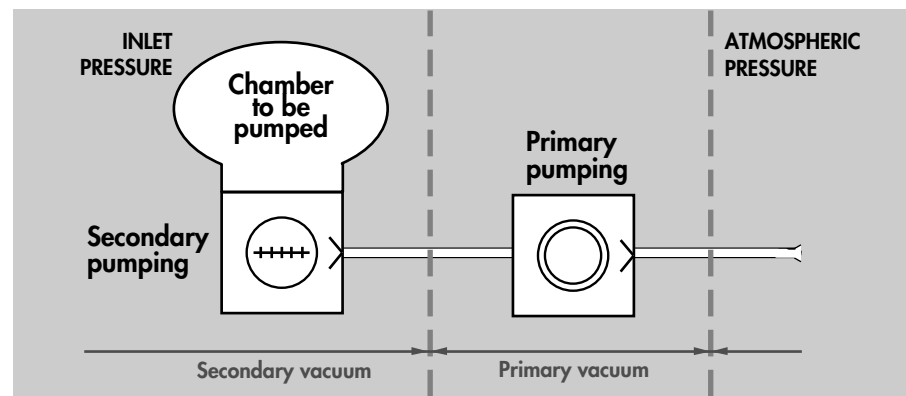 INLET
PRESSURE
Chamber
to be
pumped
ATMOSPHERIC
PRESSURE
Primary
pumping
Secondary
pumping
Secondary vacuum
Primary vacuum